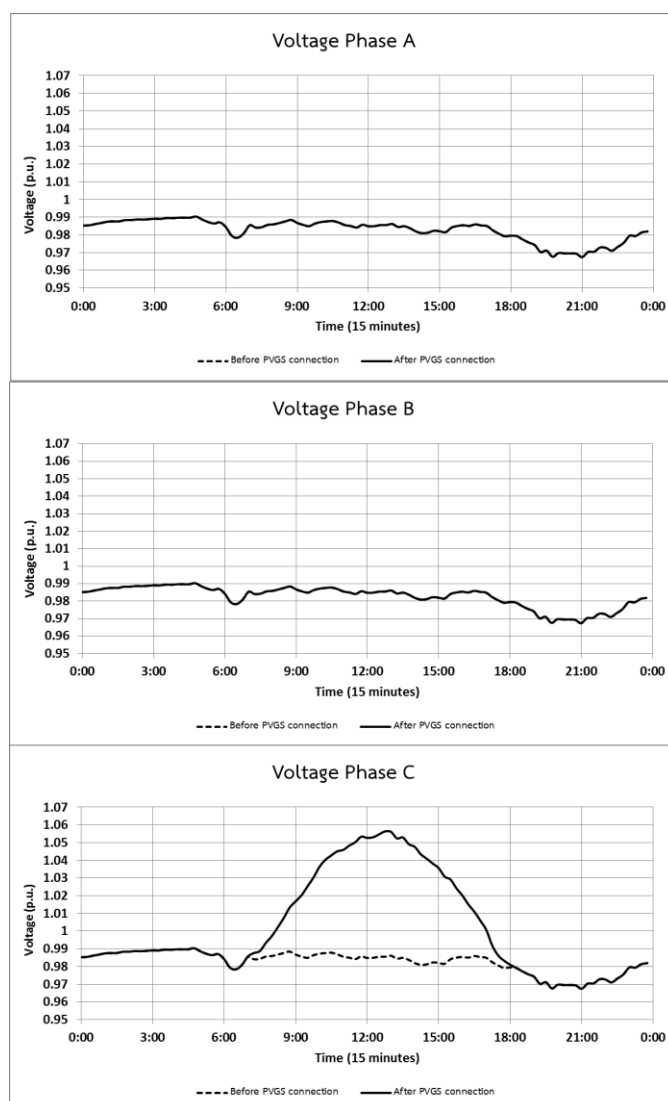 Voltage Phase A
1.07
1.06
1.05
1.04
1.03
1.02
1.01
1
0.99
0.98
0.97
0.96
0.95
Voltage (p.u.)
0:00 3:00 6:00 9:00 12:00 15:00 18:00 21:00 0:00
Time (15 minutes)
Before PVGS connection After PVGS connection
Voltage Phase B
1.07
1.06
1.05
1.04
1.03
1.02
1.01
1
0.99
0.98
0.97
0.96
0.95
Voltage (p.u.)
0:00 3:00 6:00 9:00 12:00 15:00 18:00 21:00 0:00
Time (15 minutes)
Before PVGS connection After PVGS connection
Voltage Phase C
1.07
1.06
1.05
1.04
1.03
1.02
1.01
1
0.99
0.98
0.97
0.96
0.95
Voltage (p.u.)
0:00 3:00 6:00 9:00 12:00 15:00 18:00 21:00 0:00
Time (15 minutes)
Before PVGS connection After PVGS connection